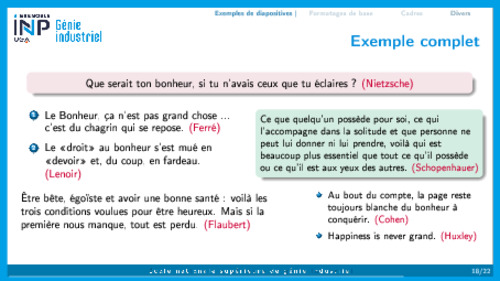 GRENOBLE
INP Génie
UGA industriel
Exemples de diapositives | Formatages de base Cadres Divers
Exemple complet
Que serait ton bonheur, si tu n'avais ceux que tu éclaires ? (Nietzsche)
1 Le Bonheur, ça n'est pas grand chose ...
c'est du chagrin qui se repose. (Ferré)
2 Le «droit» au bonheur s'est mué en
«devoir» et, du coup, en fardeau.
(Lenoir)
Être bête, égoïste et avoir une bonne santé : voilà les
trois conditions voulues pour être heureux. Mais si la
première nous manque, tout est perdu. (Flaubert)
Ce que quelqu'un possède pour soi, ce qui
l'accompagne dans la solitude et que personne ne
peut lui donner ni lui prendre, voilà qui est
beaucoup plus essentiel que tout ce qu'il possède
ou ce qu'il est aux yeux des autres. (Schopenhauer)
Au bout du compte, la page reste
toujours blanche du bonheur à
conquérir. (Cohen)
Happiness is never grand. (Huxley)
École nationale supérieure de génie industriel
18/22